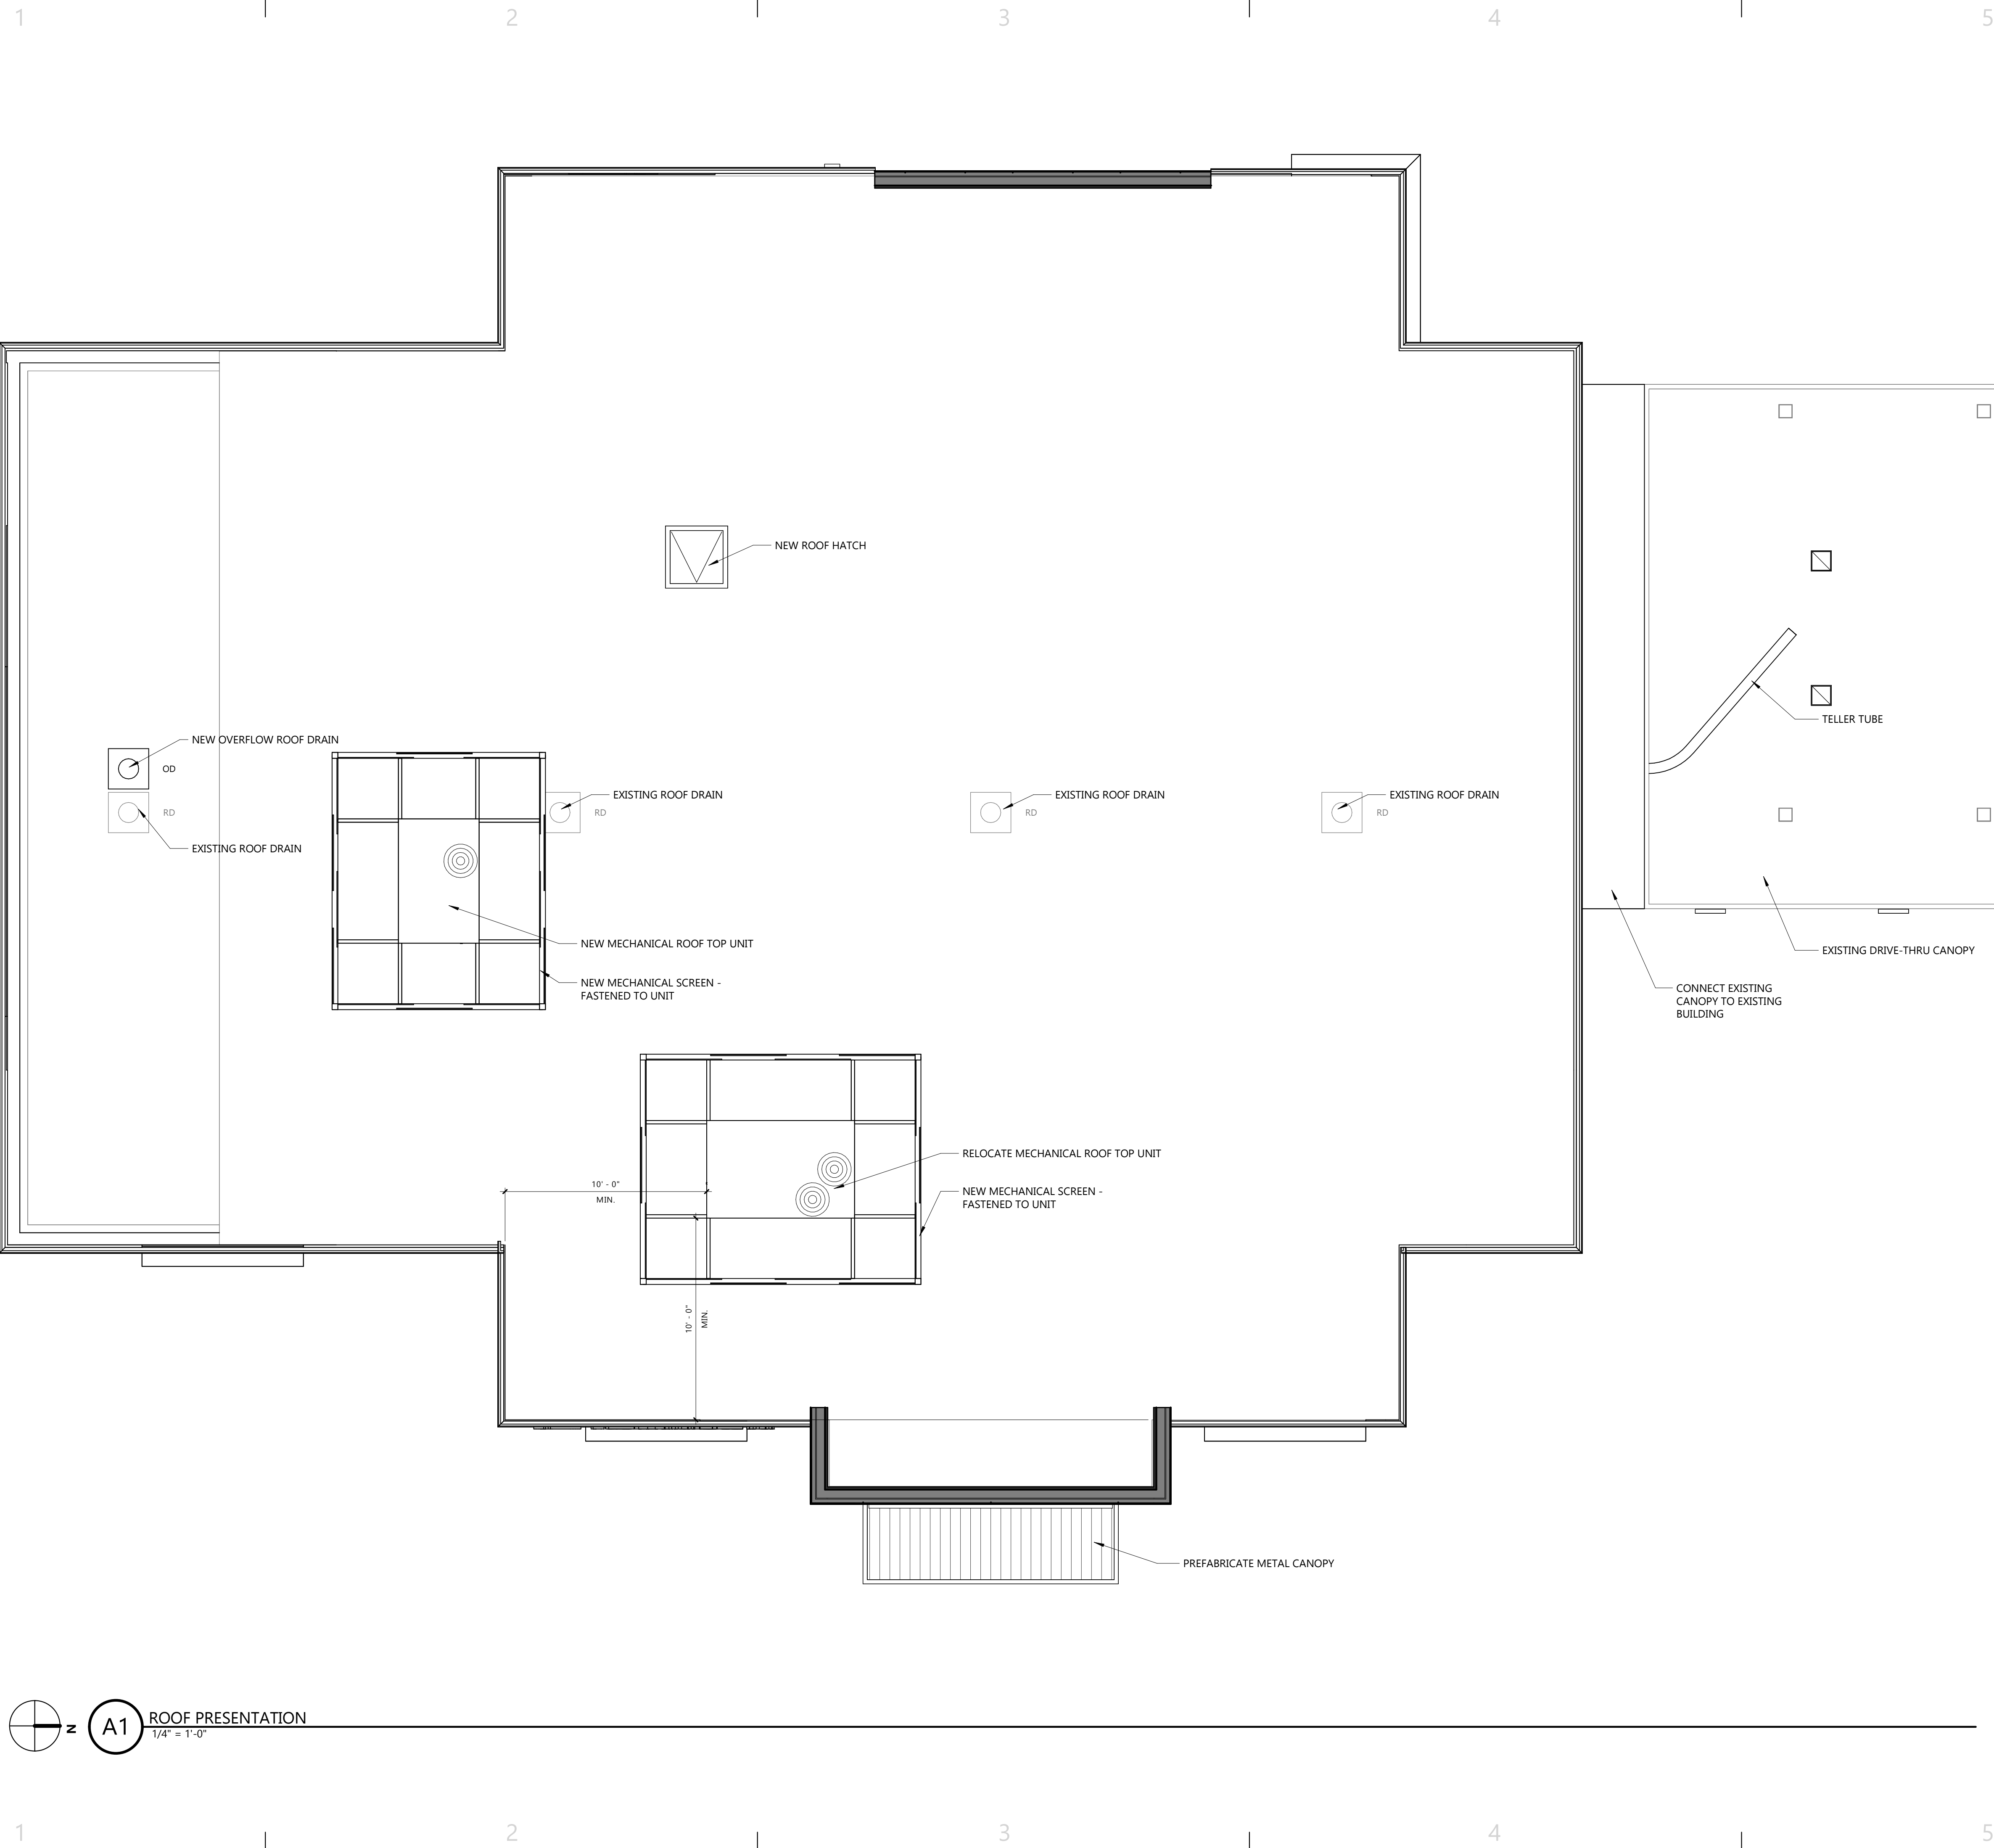 1 2 3 4 5
NEW ROOF HATCH
TELLER TUBE
NEW OVERFLOW ROOF DRAIN
OD
EXISTING ROOF DRAIN
EXISTING ROOF DRAIN
EXISTING ROOF DRAIN
RD
RD
RD
RD
EXISTING ROOF DRAIN
NEW MECHANICAL ROOF TOP UNIT
EXISTING DRIVE-THRU CANOPY
NEW MECHANICAL SCREEN -
FASTENED TO UNIT
CONNECT EXISTING
CANOPY TO EXISTING
BUILDING
RELOCATE MECHANICAL ROOF TOP UNIT
10' - 0"
MIN.
NEW MECHANICAL SCREEN -
FASTENED TO UNIT
10' - 0"
MIN.
PREFABRICATE METAL CANOPY
N
A1
ROOF PRESENTATION
1/4" = 1'-0"
1 2 3 4 5